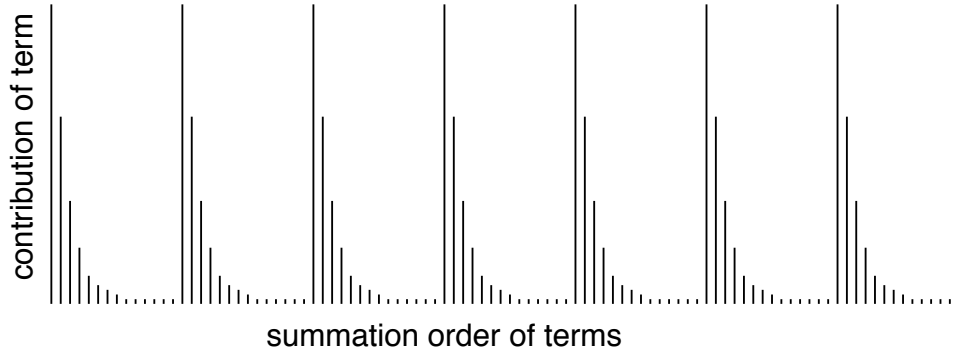 contribution of term
summation order of terms